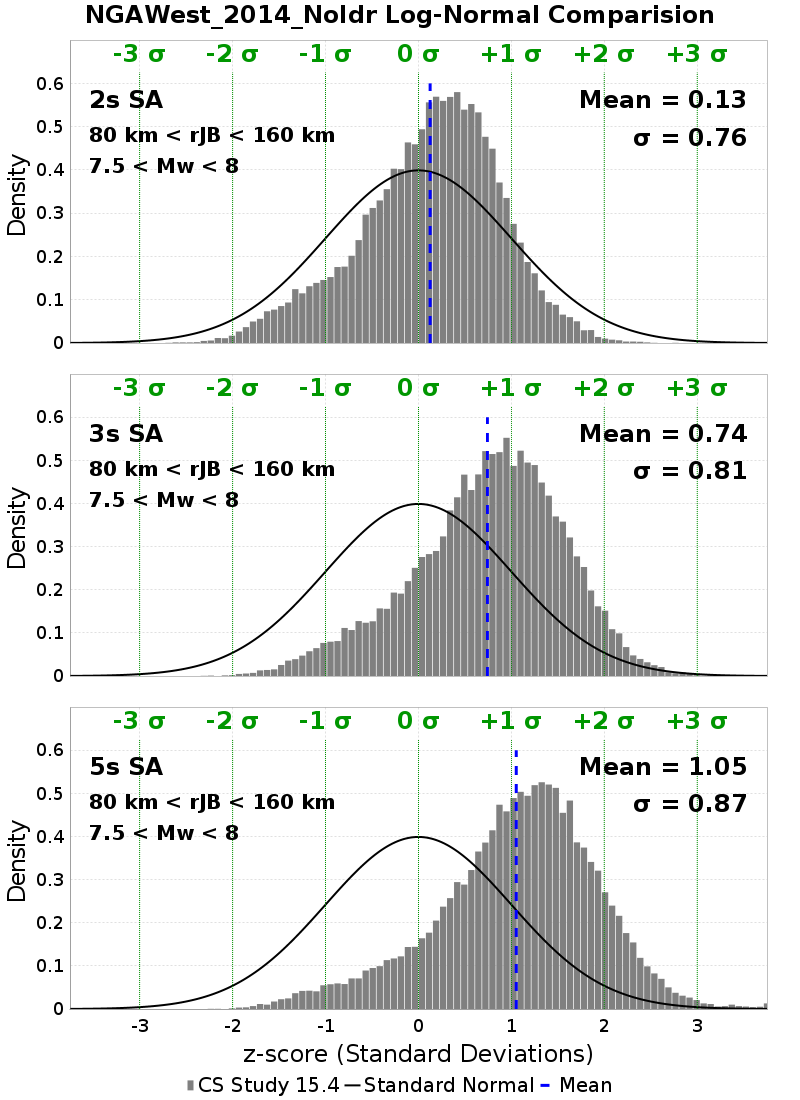 NGAWest_2014_NoIdr Log-Normal Comparision
-3 σ -2 σ -1 σ 0 σ +1 σ +2 σ +3 σ
0.6
2s SA Mean = 0.13
0.5
80 km < rJB < 160 km σ = 0.76
7.5 < Mw < 8
0.4
0.3
0.2
0.1
0
Density
-3 σ -2 σ -1 σ 0 σ +1 σ +2 σ +3 σ
0.6
3s SA Mean = 0.74
0.5
80 km < rJB < 160 km σ = 0.81
7.5 < Mw < 8
0.4
0.3
0.2
0.1
0
Density
-3 σ -2 σ -1 σ 0 σ +1 σ +2 σ +3 σ
0.6
5s SA Mean = 1.05
0.5
80 km < rJB < 160 km σ = 0.87
7.5 < Mw < 8
0.4
0.3
0.2
0.1
0
Density
-3 -2 -1 0 1 2 3
z-score (Standard Deviations)
CS Study 15.4 Standard Normal Mean